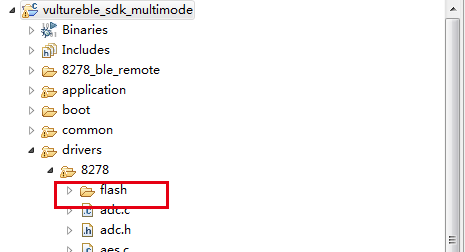 vultureble_sdk_multimode
Binaries
Includes
8278_ble_remote
application
boot
common
drivers
8278
flash
adc.c
adc.h
aes.c